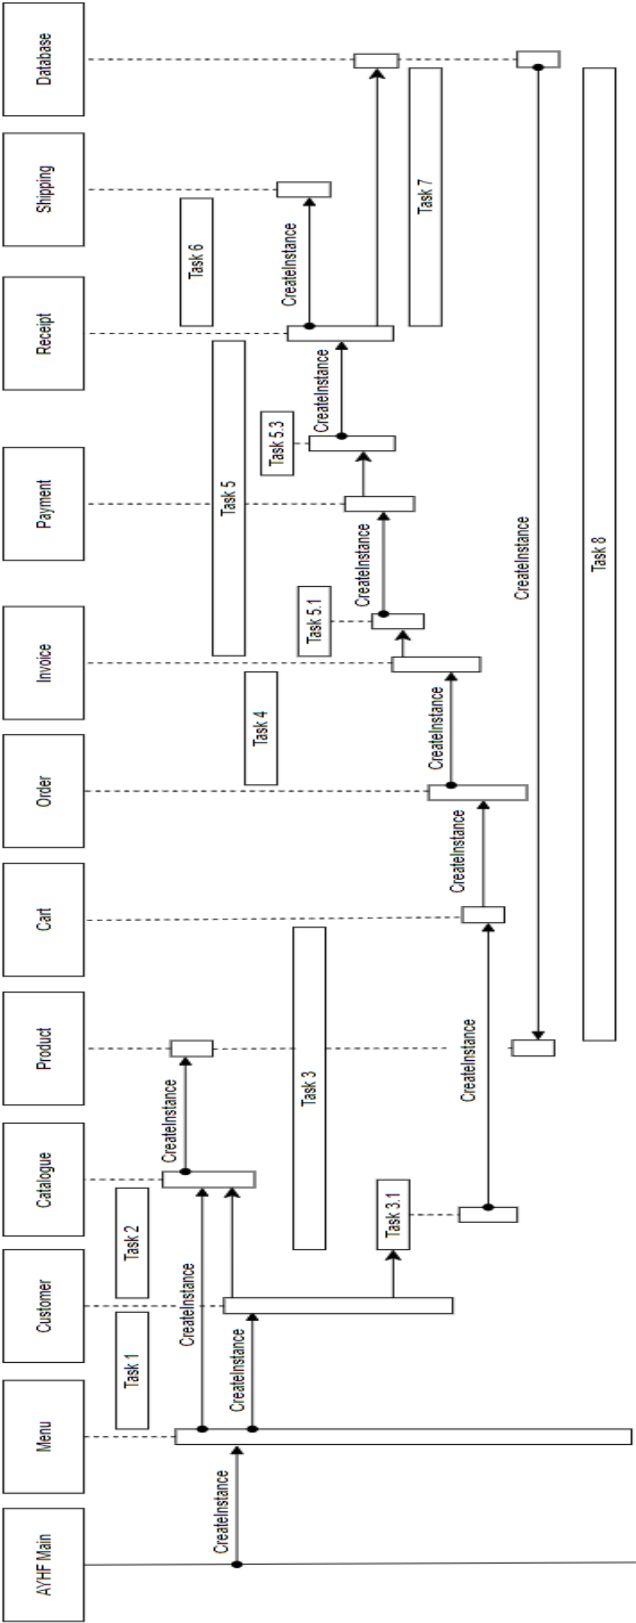 AYHF Main
Menu
Customer
Catalogue
Product
Cart
Order
Invoice
Payment
Receipt
Shipping
Database
Task 1
Task 2
CreateInstance
CreateInstance
Task 6
CreateInstance
CreateInstance
Task 5
Task 4
Task 5.3
CreateInstance
Task 3
Task 5.1
CreateInstance
CreateInstance
Task 3.1
Task 7
CreateInstance
CreateInstance
CreateInstance
CreateInstance
Task 8